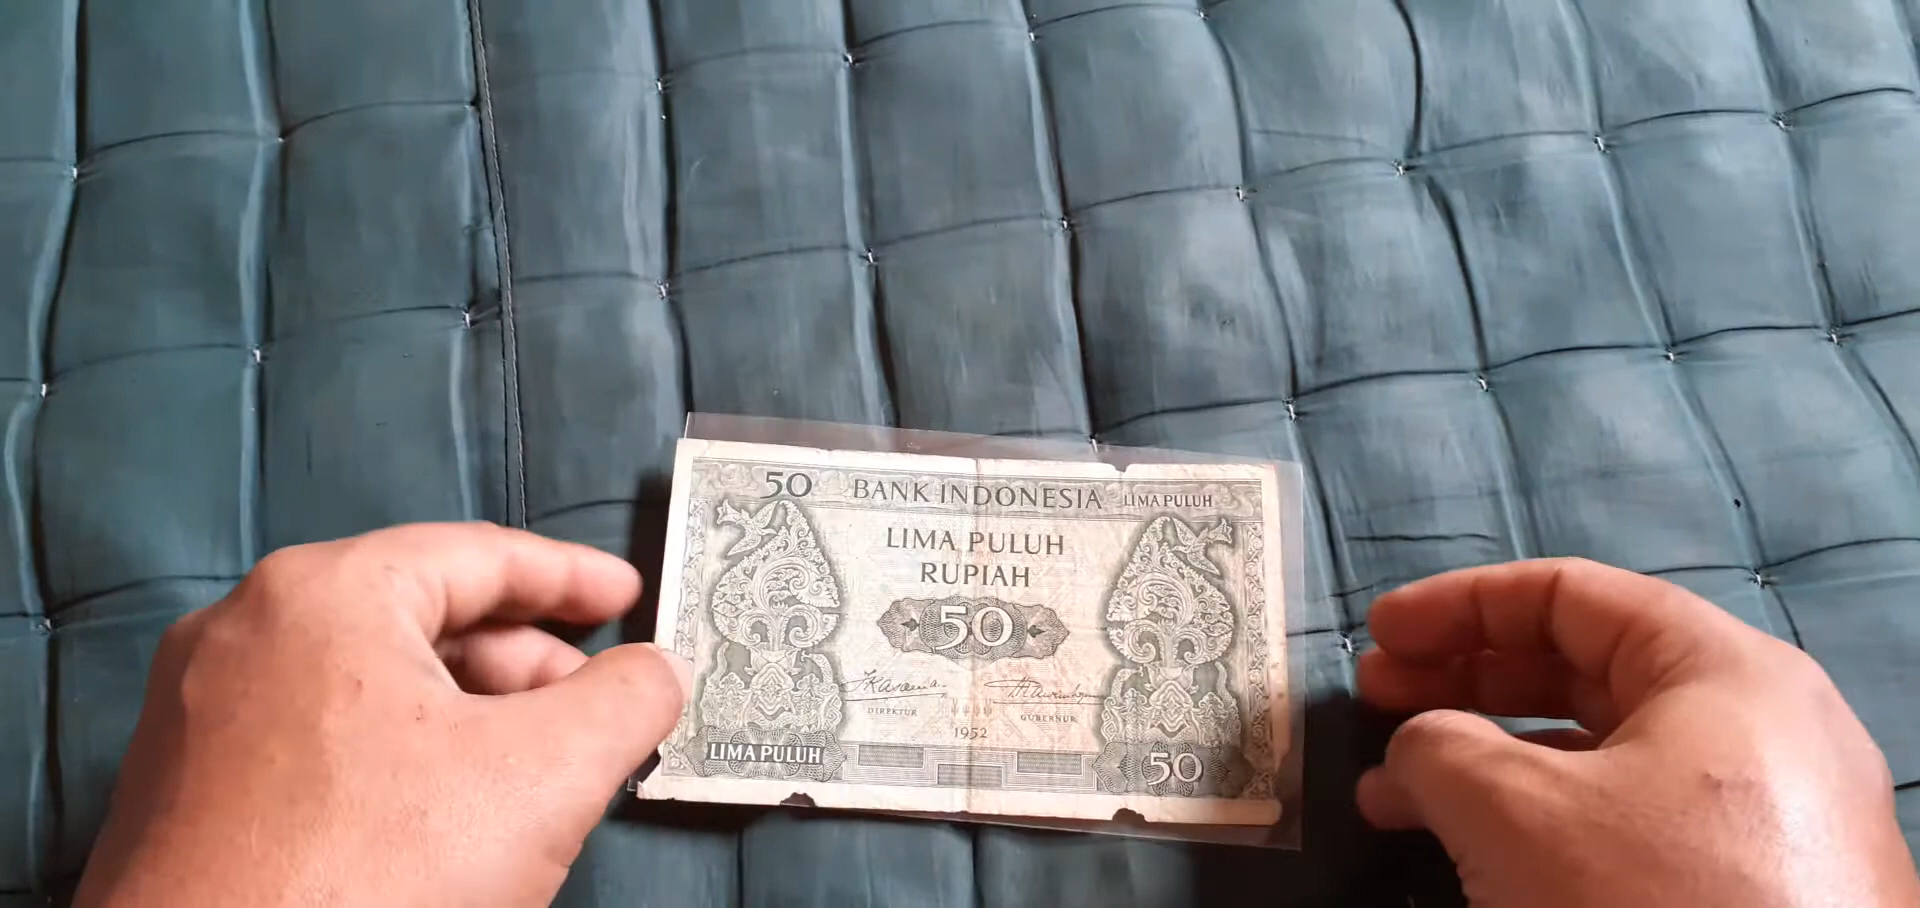 50 BANK INDONESIA LIMA PULUH
LIMA PULUH
RUPIAH
50
DIREKTUR GUBERNUR
1952
LIMA PULUH 50